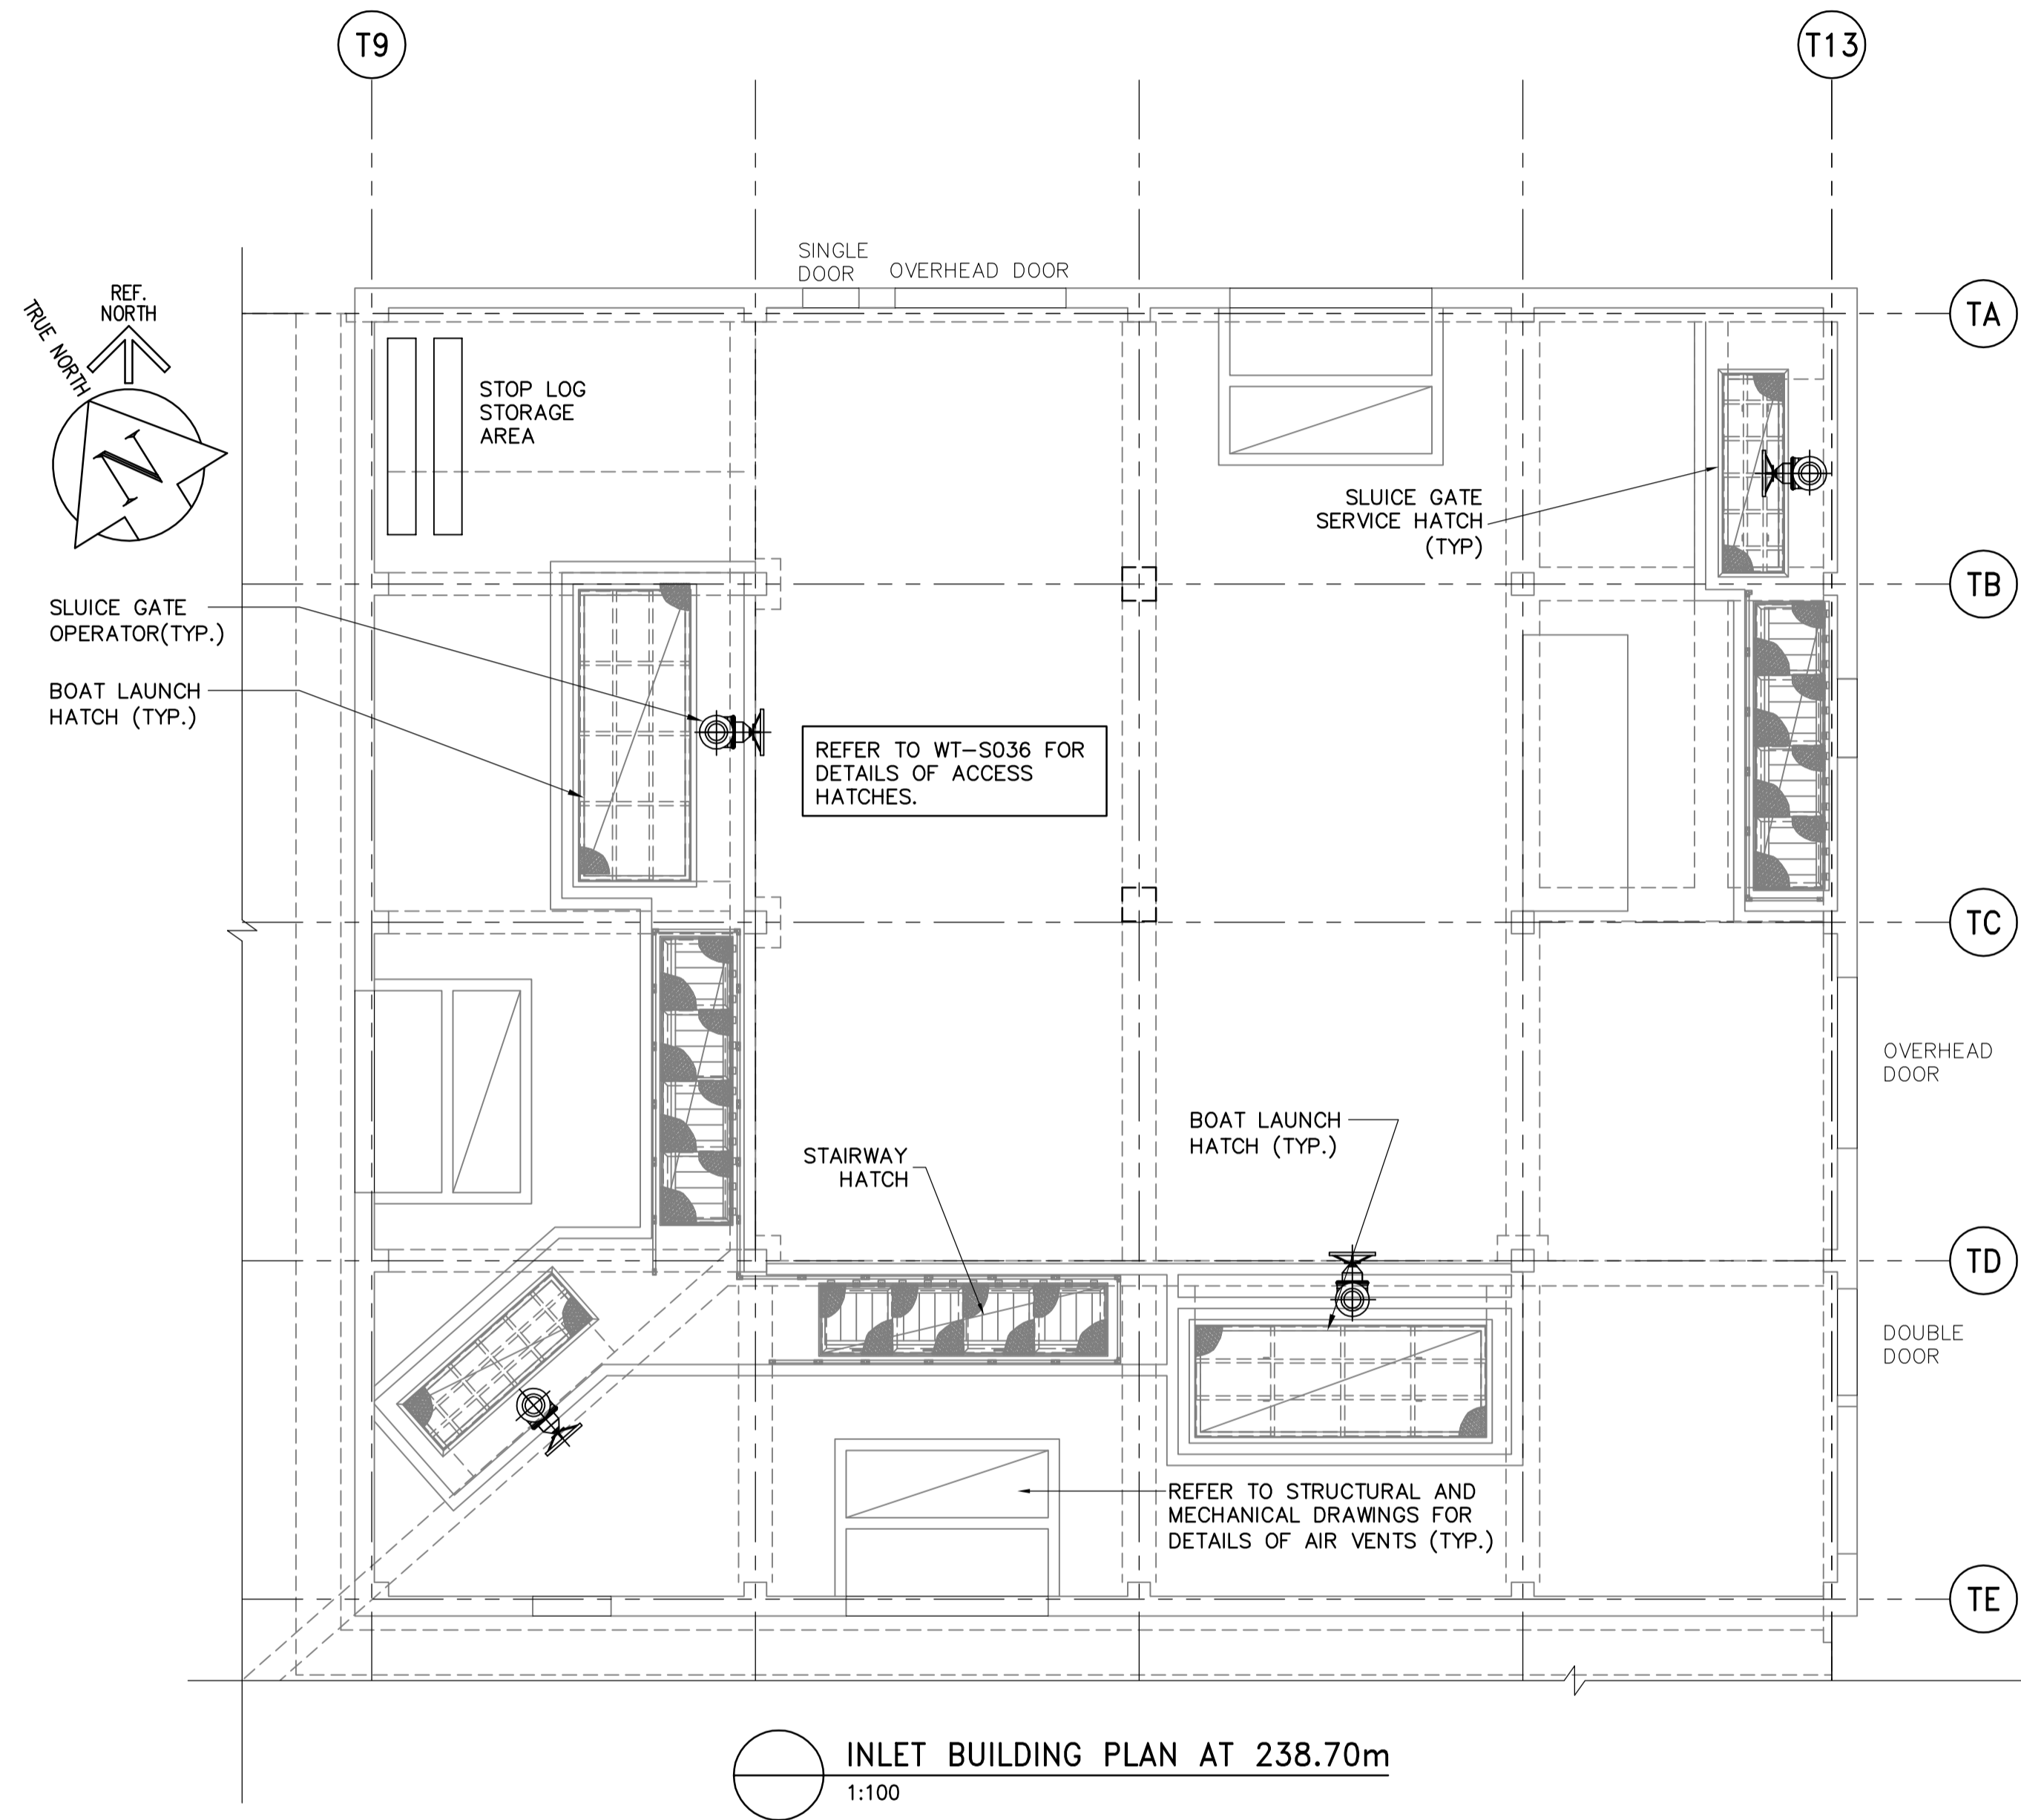 T9
T13
SINGLE
DOOR
OVERHEAD DOOR
REF.
NORTH
TRUE NORTH
N
TA
STOP LOG
STORAGE
AREA
SLUICE GATE
SERVICE HATCH
(TYP)
TB
SLUICE GATE
OPERATOR(TYP.)
BOAT LAUNCH
HATCH (TYP.)
REFER TO WT-S036 FOR
DETAILS OF ACCESS
HATCHES.
TC
OVERHEAD
DOOR
BOAT LAUNCH
HATCH (TYP.)
STAIRWAY
HATCH
TD
DOUBLE
DOOR
REFER TO STRUCTURAL AND
MECHANICAL DRAWINGS FOR
DETAILS OF AIR VENTS (TYP.)
TE
INLET BUILDING PLAN AT 238.70m
1:100